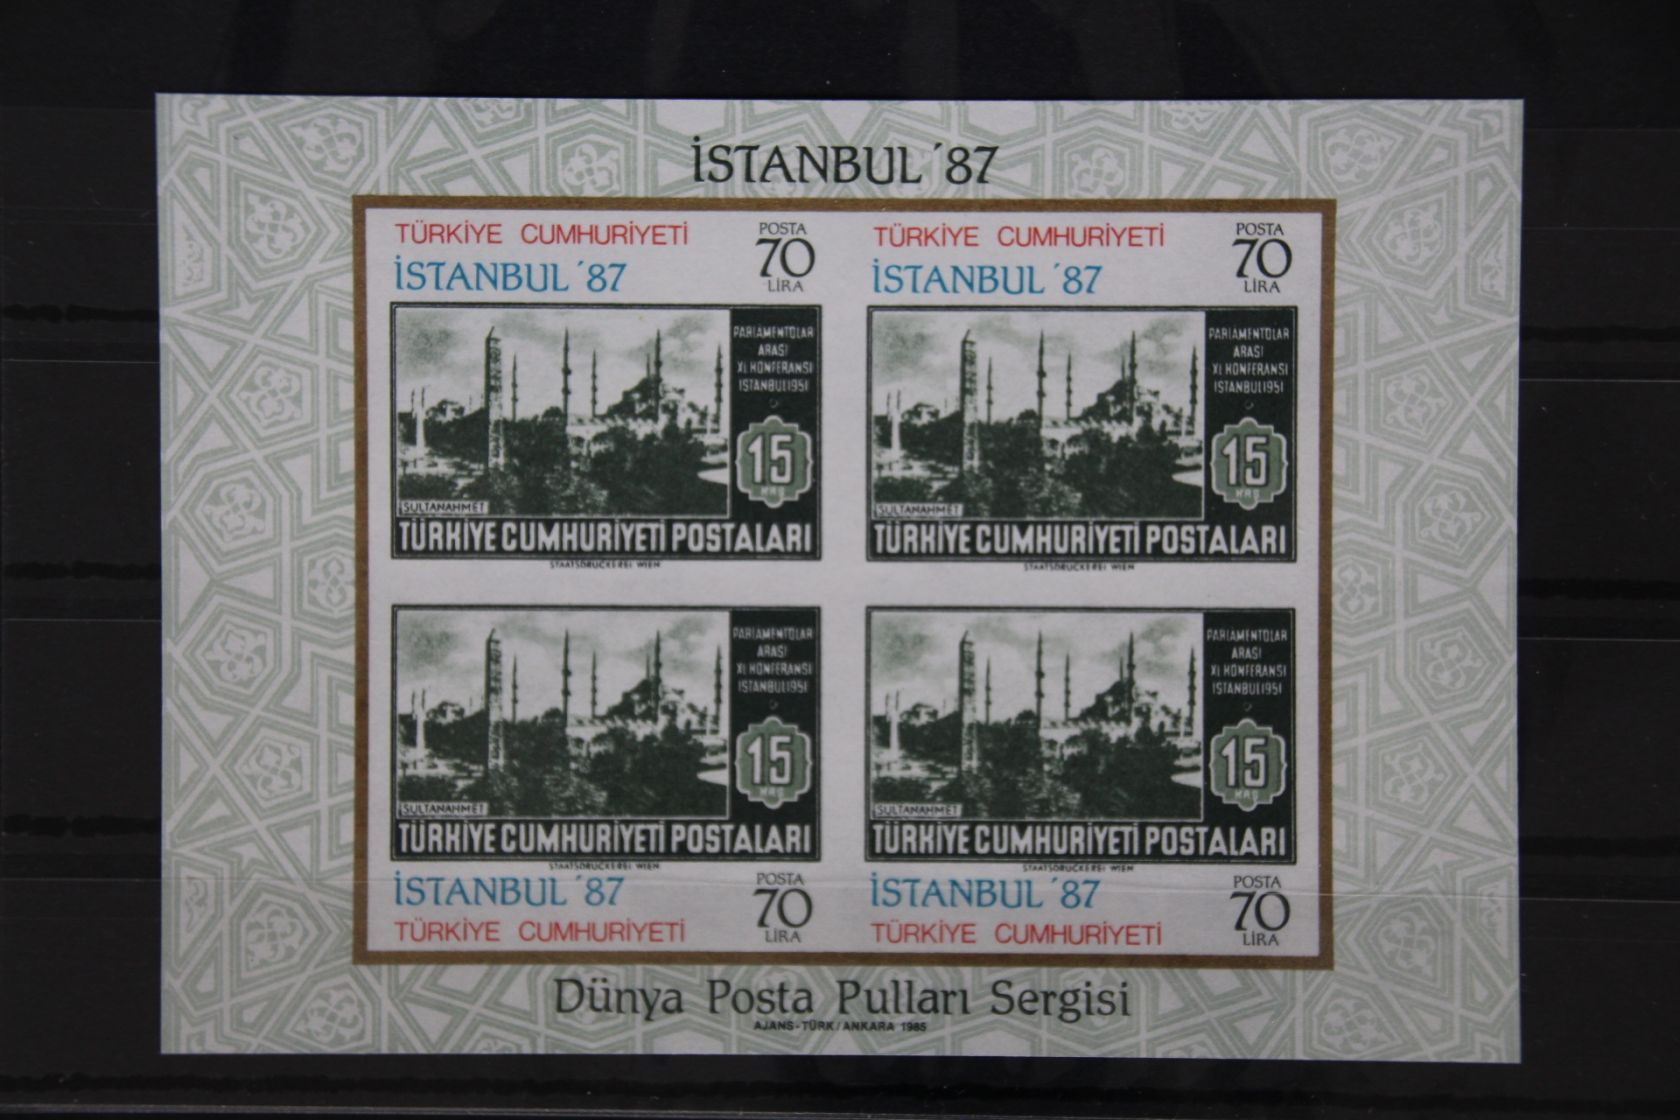 İSTANBUL ´87
TÜRKİYE CUMHURİYETİ
İSTANBUL ´87
POSTA
70
LİRA
PARLAMENTOLAR
ARASI
XL KONFERANSI
İSTANBUL 1951
15
KRŞ
SULTANAHMET
TÜRKİYE CUMHURİYETİ POSTALARI
STAATSDRUCKEREI WIEN
TÜRKİYE CUMHURİYETİ
İSTANBUL ´87
POSTA
70
LİRA
PARLAMENTOLAR
ARASI
XL KONFERANSI
İSTANBUL 1951
15
KRŞ
SULTANAHMET
TÜRKİYE CUMHURİYETİ POSTALARI
STAATSDRUCKEREI WIEN
PARLAMENTOLAR
ARASI
XL KONFERANSI
İSTANBUL 1951
15
KRŞ
SULTANAHMET
TÜRKİYE CUMHURİYETİ POSTALARI
STAATSDRUCKEREI WIEN
İSTANBUL ´87
TÜRKİYE CUMHURİYETİ
POSTA
70
LİRA
PARLAMENTOLAR
ARASI
XL KONFERANSI
İSTANBUL 1951
15
KRŞ
SULTANAHMET
TÜRKİYE CUMHURİYETİ POSTALARI
STAATSDRUCKEREI WIEN
İSTANBUL ´87
TÜRKİYE CUMHURİYETİ
POSTA
70
LİRA
Dünya Posta Pulları Sergisi
AJANS-TÜRK/ANKARA 1985